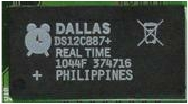 DALLAS
DS12C887+
REAL TIME
1044F 374716
+ PHILIPPINES